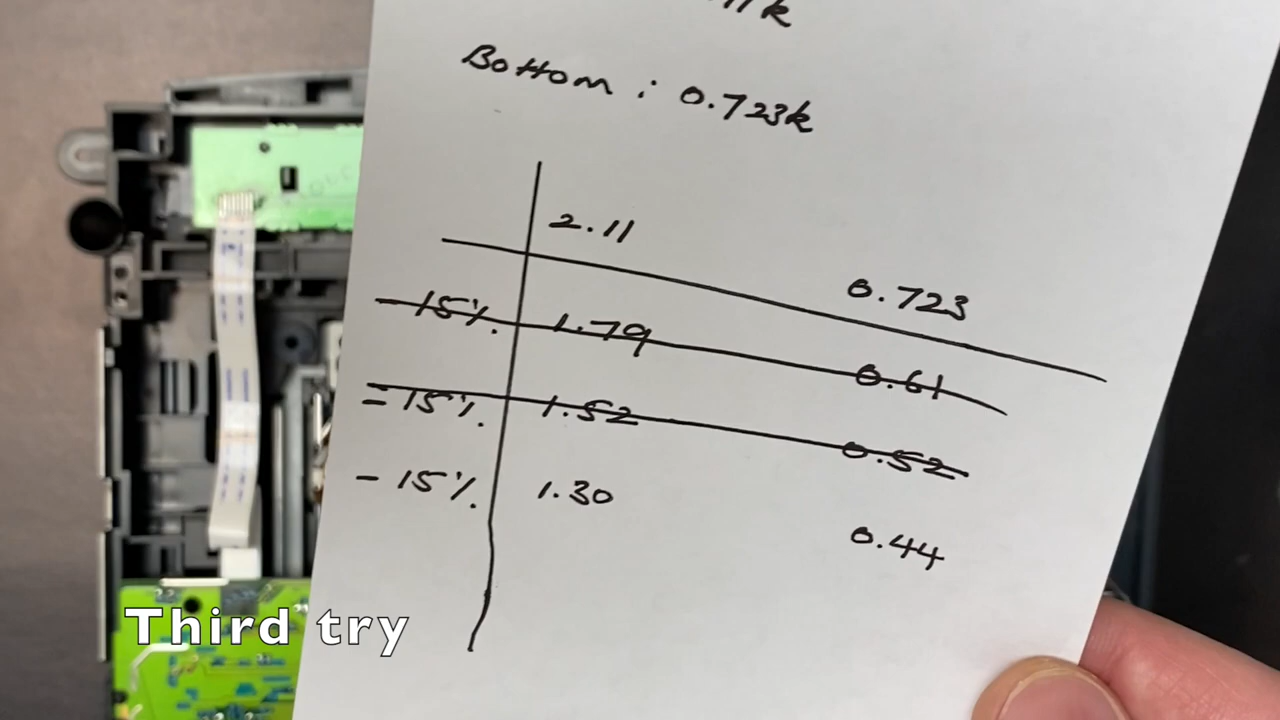 Bottom : 0.723k
2.11 0.723
-15% 1.79 0.61
-15% 1.52 0.52
-15% 1.30 0.44
Third try